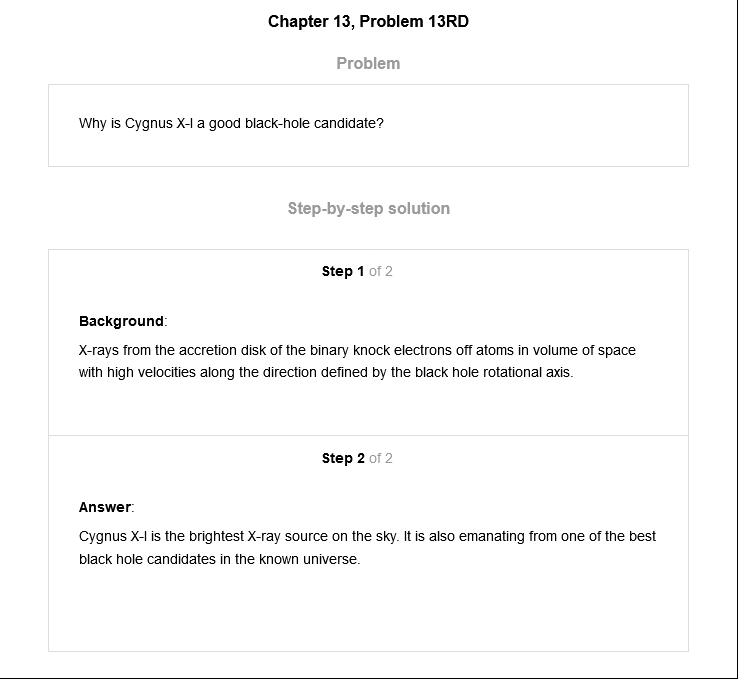 Chapter 13, Problem 13RD
Problem
Why is Cygnus X-l a good black-hole candidate?
Step-by-step solution
Step 1 of 2
Background:
X-rays from the accretion disk of the binary knock electrons off atoms in volume of space
with high velocities along the direction defined by the black hole rotational axis.
Step 2 of 2
Answer:
Cygnus X-l is the brightest X-ray source on the sky. It is also emanating from one of the best
black hole candidates in the known universe.